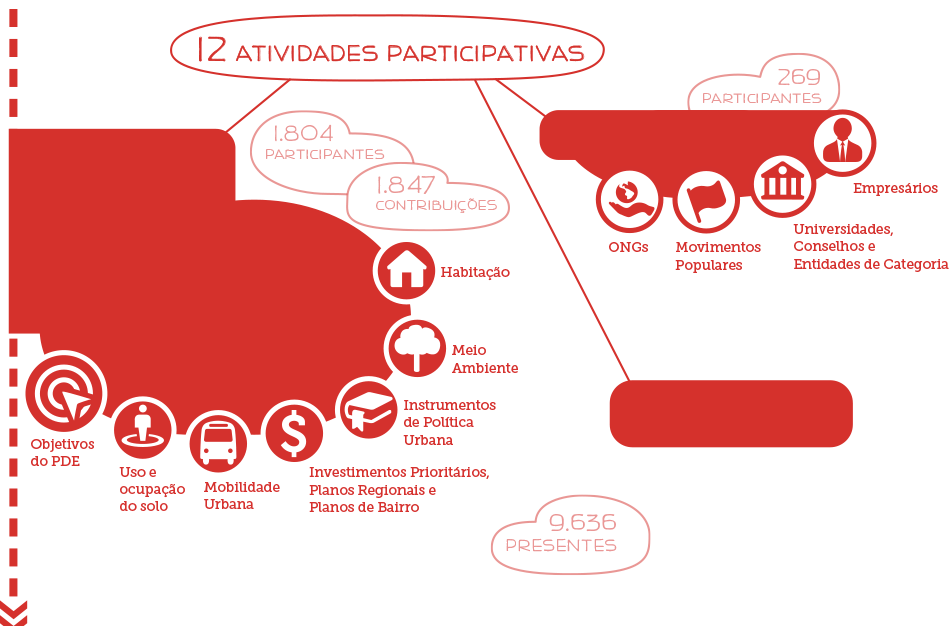 12 ATIVIDADES PARTICIPATIVAS
1.804
PARTICIPANTES
1.847
CONTRIBUIÇÕES
269
PARTICIPANTES
Empresários
Universidades,
Conselhos e
Entidades de Categoria
ONGs
Movimentos
Populares
Habitação
Meio
Ambiente
Instrumentos
de Política
Urbana
Objetivos
do PDE
Uso e
ocupação
do solo
Mobilidade
Urbana
Investimentos Prioritários,
Planos Regionais e
Planos de Bairro
9.636
PRESENTES